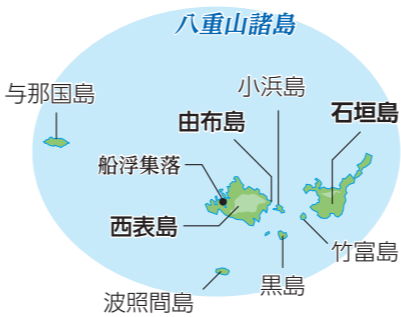 八重山諸島
与那国島
小浜島
由布島
石垣島
船浮集落
西表島
竹富島
黒島
波照間島